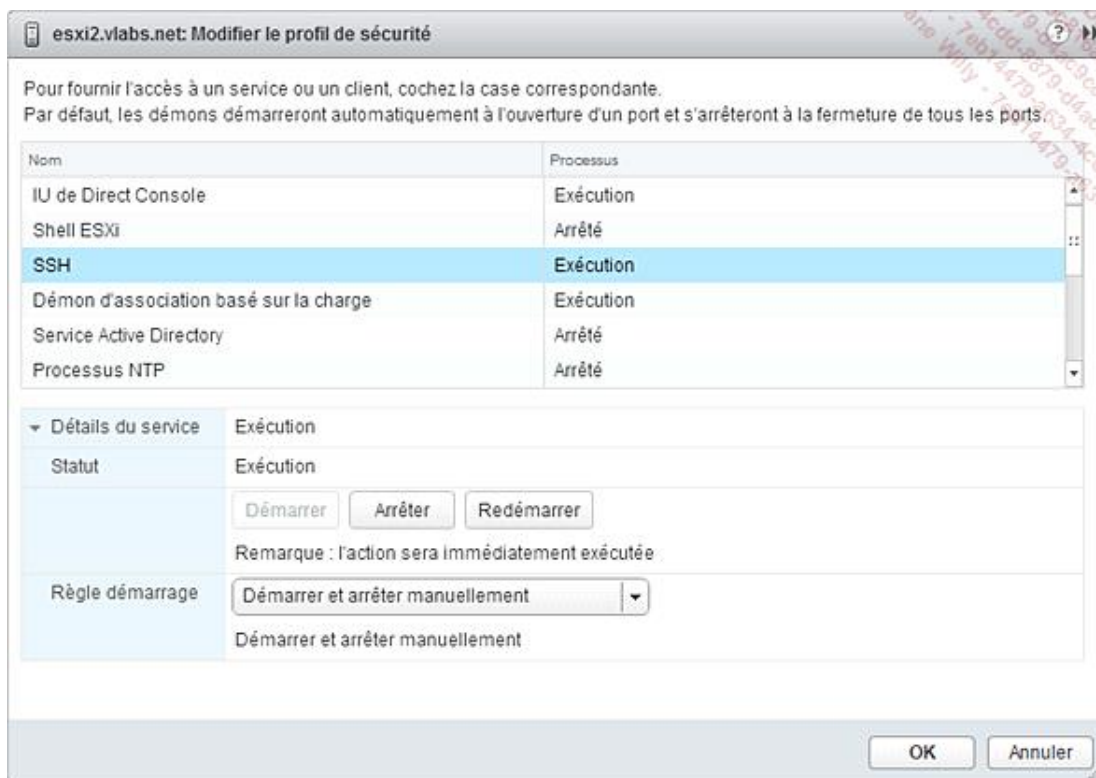 esxi2.vlabs.net: Modifier le profil de sécurité
Pour fournir l'accès à un service ou un client, cochez la case correspondante.
Par défaut, les démons démarreront automatiquement à l'ouverture d'un port et s'arrêteront à la fermeture de tous les ports.
Nom Processus
IU de Direct Console Exécution
Shell ESXi Arrêté
SSH Exécution
Démon d'association basé sur la charge Exécution
Service Active Directory Arrêté
Processus NTP Arrêté
Détails du service Exécution
Statut Exécution
Démarrer Arrêter Redémarrer
Remarque : l'action sera immédiatement exécutée
Règle démarrage Démarrer et arrêter manuellement
Démarrer et arrêter manuellement
OK Annuler